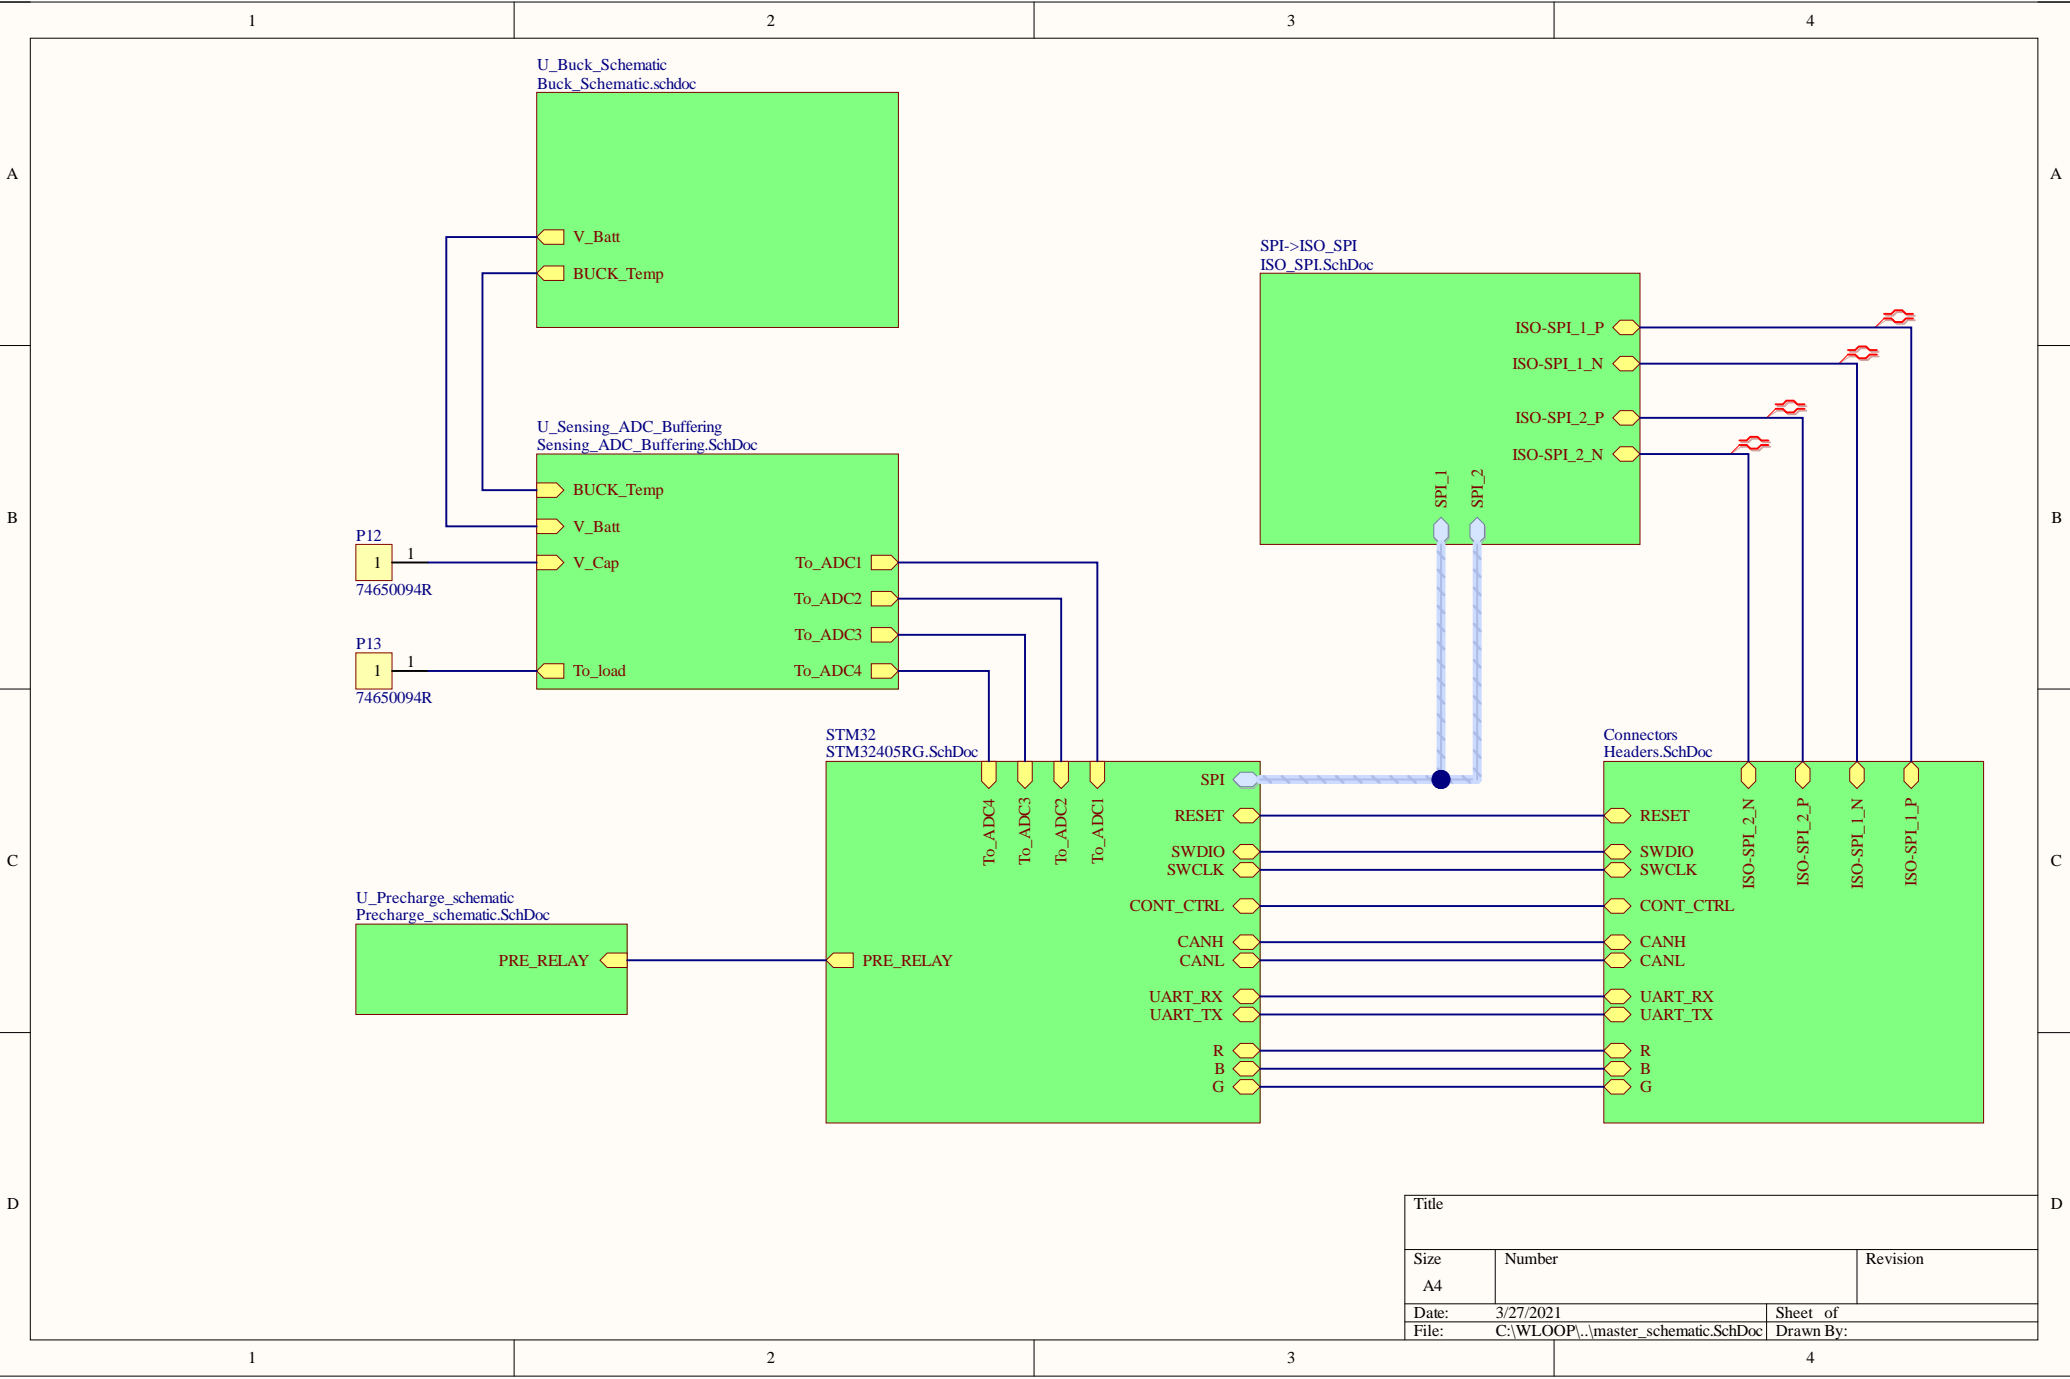 1
2
3
4
U_Buck_Schematic
Buck_Schematic.schdoc
A
A
V_Batt
BUCK_Temp
SPI->ISO_SPI
ISO_SPI.SchDoc
ISO-SPI_1_P
ISO-SPI_1_N
ISO-SPI_2_P
ISO-SPI_2_N
SPI_1
SPI_2
U_Sensing_ADC_Buffering
Sensing_ADC_Buffering.SchDoc
BUCK_Temp
B
B
V_Batt
P12
1
1
74650094R
V_Cap
To_ADC1
To_ADC2
To_ADC3
P13
1
1
74650094R
To_load
To_ADC4
STM32
STM32405RG.SchDoc
To_ADC4
To_ADC3
To_ADC2
To_ADC1
SPI
RESET
SWDIO
SWCLK
CONT_CTRL
CANH
CANL
UART_RX
UART_TX
R
B
G
PRE_RELAY
Connectors
Headers.SchDoc
ISO-SPI_2_N
ISO-SPI_2_P
ISO-SPI_1_N
ISO-SPI_1_P
RESET
SWDIO
SWCLK
CONT_CTRL
CANH
CANL
UART_RX
UART_TX
R
B
G
C
C
U_Precharge_schematic
Precharge_schematic.SchDoc
PRE_RELAY
D
D
Title
Size
Number
Revision
A4
Date:
3/27/2021
Sheet of
File:
C:\WLOOP\..\master_schematic.SchDoc
Drawn By:
1
2
3
4